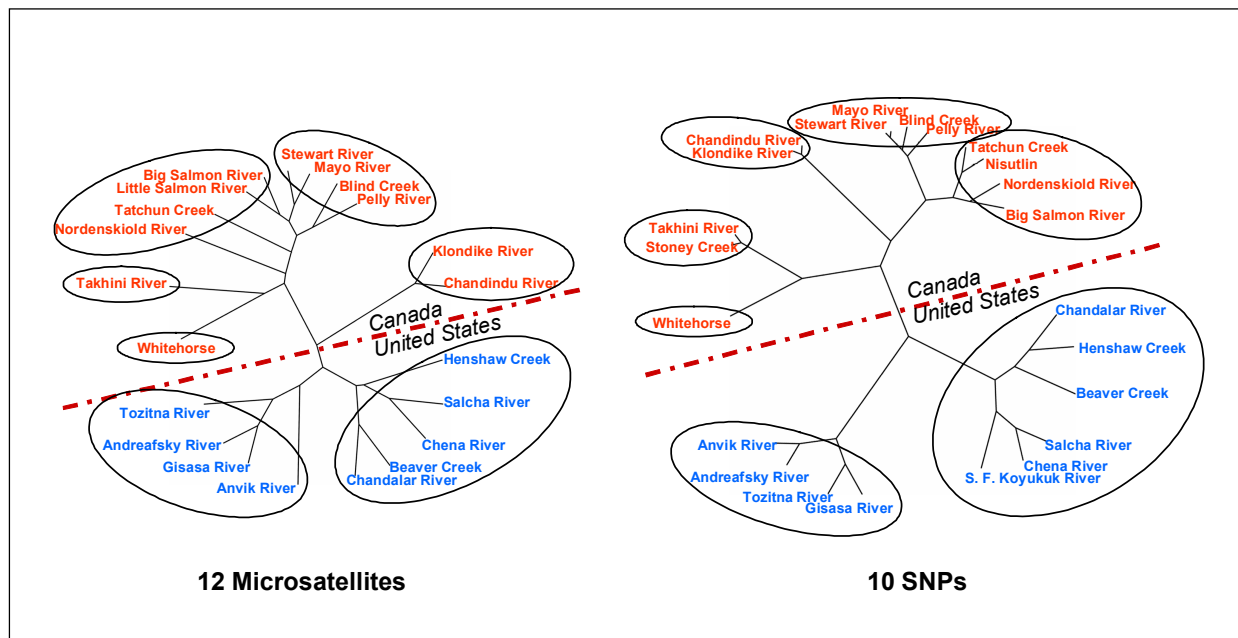 Stewart River
Mayo River
Big Salmon River
Little Salmon River
Blind Creek
Pelly River
Tatchun Creek
Nordenskiold River
Klondike River
Takhini River
Chandindu River
Canada
United States
Whitehorse
Henshaw Creek
Tozitna River
Salcha River
Andreafsky River
Chena River
Gisasa River
Beaver Creek
Chandalar River
Anvik River
12 Microsatellites
Mayo River
Stewart River
Blind Creek
Pelly River
Chandindu River
Klondike River
Tatchun Creek
Nisutlin
Nordenskiold River
Big Salmon River
Takhini River
Stoney Creek
Canada
United States
Whitehorse
Chandalar River
Henshaw Creek
Beaver Creek
Anvik River
Salcha River
Chena River
S. F. Koyukuk River
Andreafsky River
Tozitna River
Gisasa River
10 SNPs